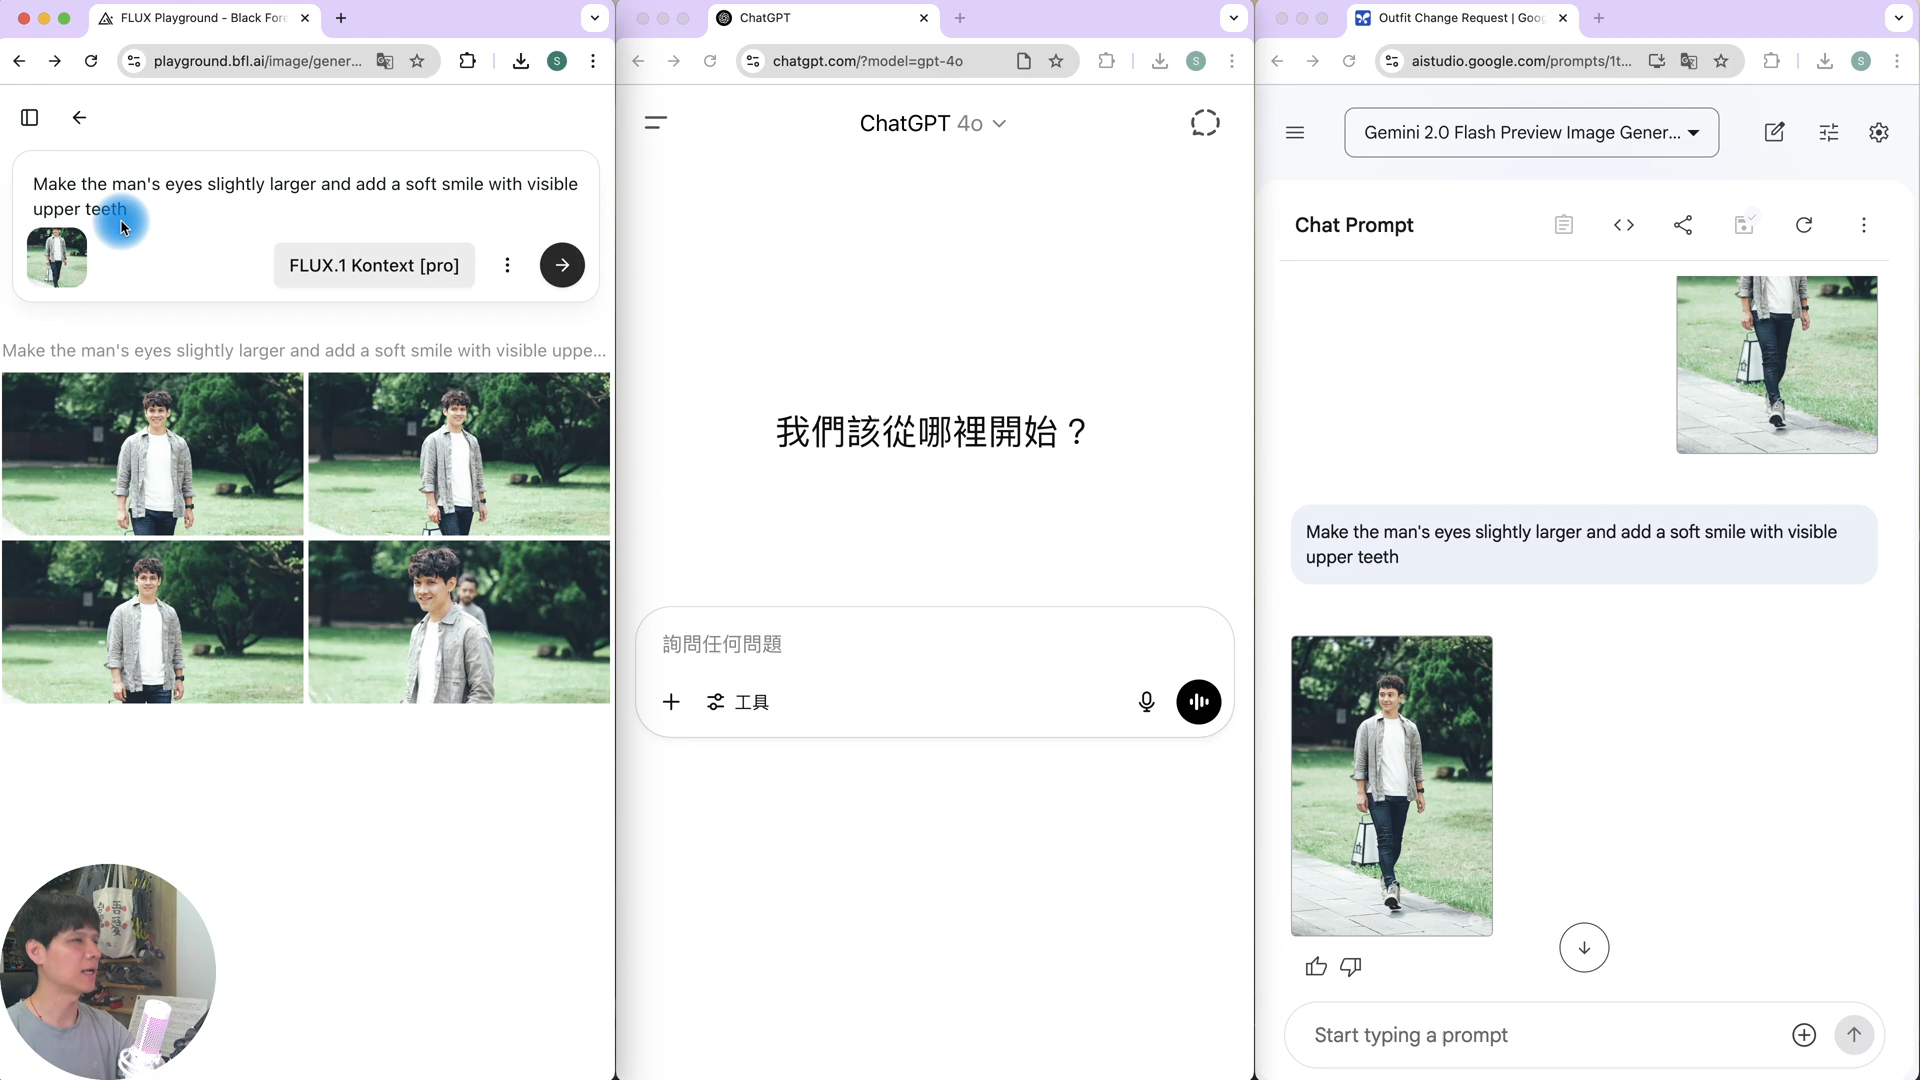 FLUX Playground - Black Fore
playground.bfl.ai/image/gener...
S
Make the man's eyes slightly larger and add a soft smile with visible
upper teeth
FLUX.1 Kontext [pro]
Make the man's eyes slightly larger and add a soft smile with visible uppe...
ChatGPT
chatgpt.com/?model=gpt-4o
S
ChatGPT 4o
我們該從哪裡開始？
詢問任何問題
工具
Outfit Change Request | Goo
aistudio.google.com/prompts/1t...
S
Gemini 2.0 Flash Preview Image Gener...
Chat Prompt
Make the man's eyes slightly larger and add a soft smile with visible
upper teeth
Start typing a prompt